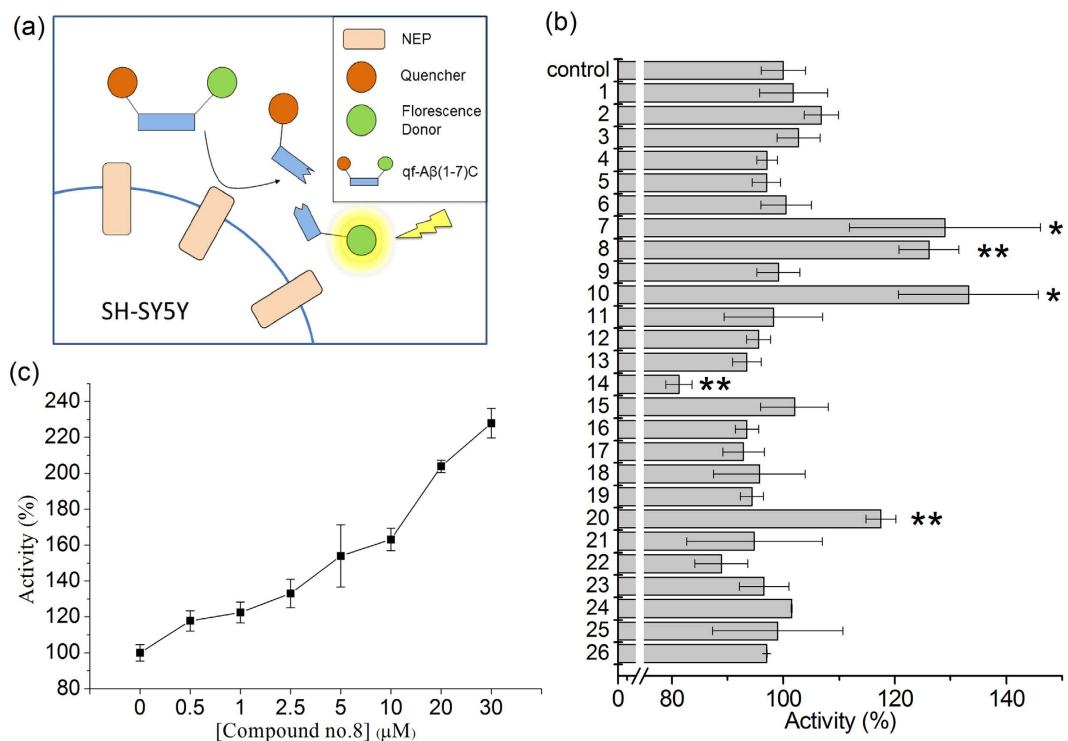 (a)
NEP
Quencher
Florescence
Donor
qf-Aβ(1-7)C
SH-SY5Y
(b)
control
1
2
3
4
5
6
7 *
8 **
9
10 *
11
12
13
14 **
15
16
17
18
19
20 **
21
22
23
24
25
26
0 80 100 120 140
Activity (%)
(c)
240
220
200
180
160
140
120
100
80
Activity (%)
0 0.5 1 2.5 5 10 20 30
[Compound no.8] (μM)